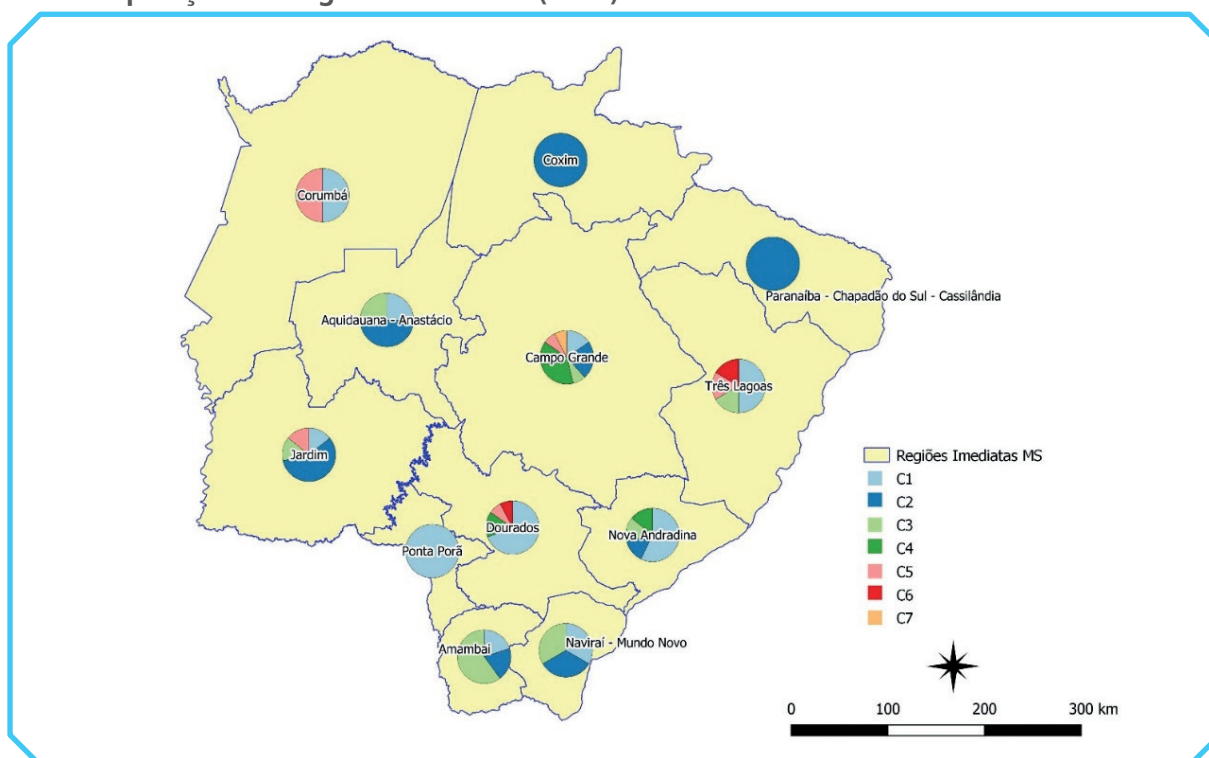 Coxim
Corumbá
Paranaíba - Chapadão do Sul - Cassilândia
Aquidauana - Anastácio
Campo Grande
Três Lagoas
Jardim
Regiões Imediatas MS
C1
C2
C3
C4
C5
C6
C7
Dourados
Nova Andradina
Ponta Porã
Amambai
Naviraí - Mundo Novo
0 100 200 300 km